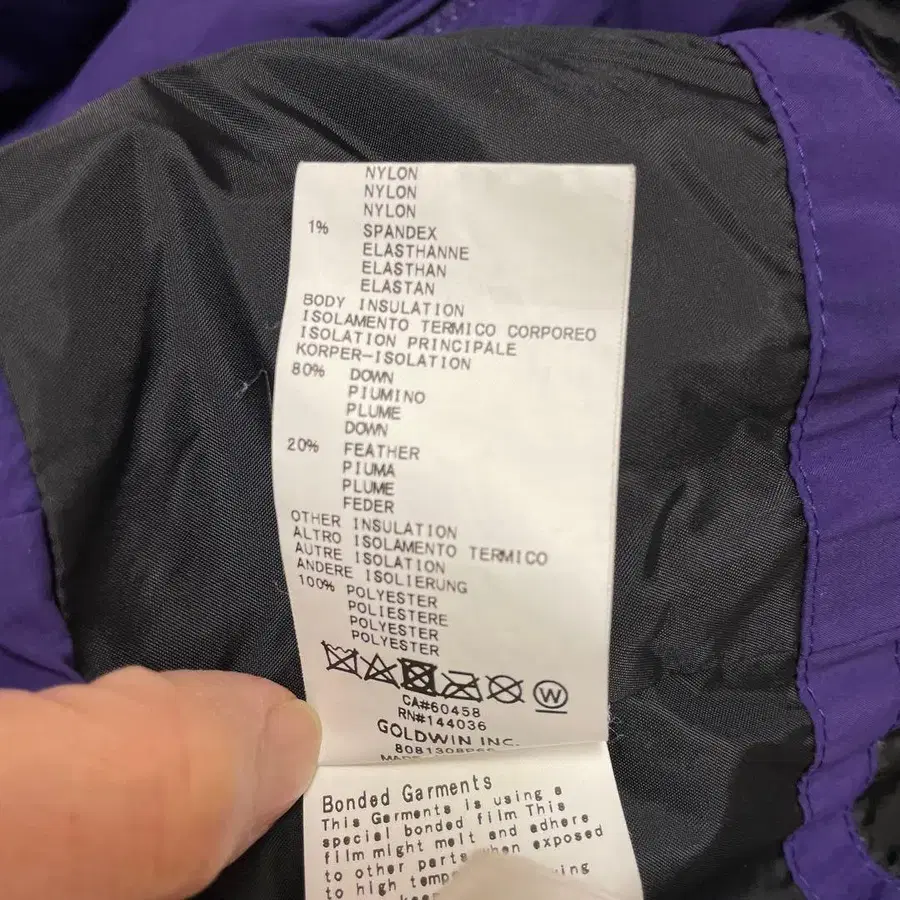 NYLON
NYLON
NYLON
1% SPANDEX
ELASTHANNE
ELASTHAN
ELASTAN
BODY INSULATION
ISOLAMENTO TERMICO CORPOREO
ISOLATION PRINCIPALE
KORPER-ISOLATION
80% DOWN
PIUMINO
PLUME
DOWN
20% FEATHER
PIUMA
PLUME
FEDER
OTHER INSULATION
ALTRO ISOLAMENTO TERMICO
AUTRE ISOLATION
ANDERE ISOLIERUNG
100% POLYESTER
POLIESTERE
POLYESTER
POLYESTER
W
CA#60458
RN#144036
GOLDWIN INC.
Bonded Garments
This Garments is using a
special bonded film This
film might melt and adhere
to other parts when exposed
to high